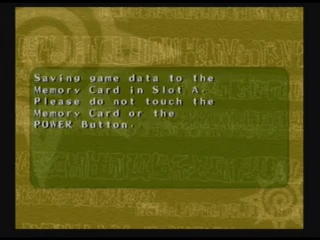 Saving game data to the
Memory Card in Slot A.
Please do not touch the
Memory Card or the
POWER Button.